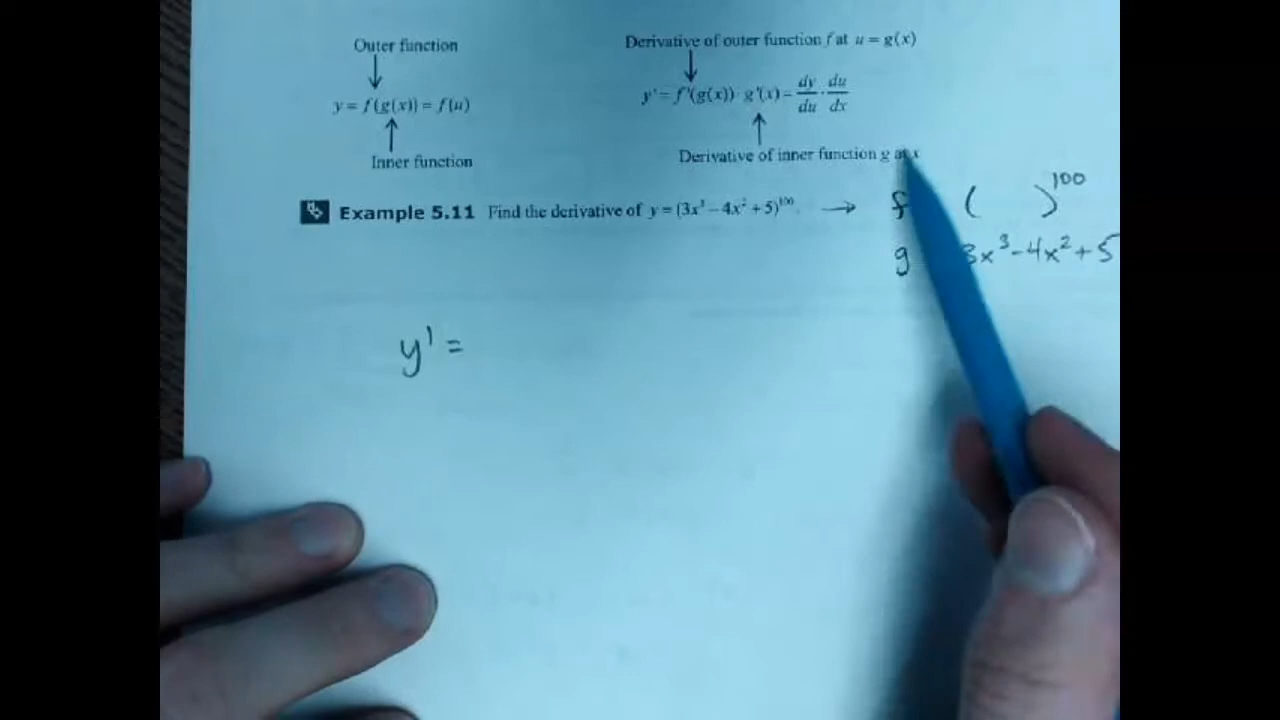 Outer function
y = f(g(x)) = f(u)
Inner function
Derivative of outer function f at u = g(x)
y' = f'(g(x)) · g'(x) = dy/du · du/dx
Derivative of inner function g at x
Example 5.11 Find the derivative of y = (3x³ − 4x² + 5)¹⁰⁰. →
f ( )¹⁰⁰
g 3x³ − 4x² + 5
y' =